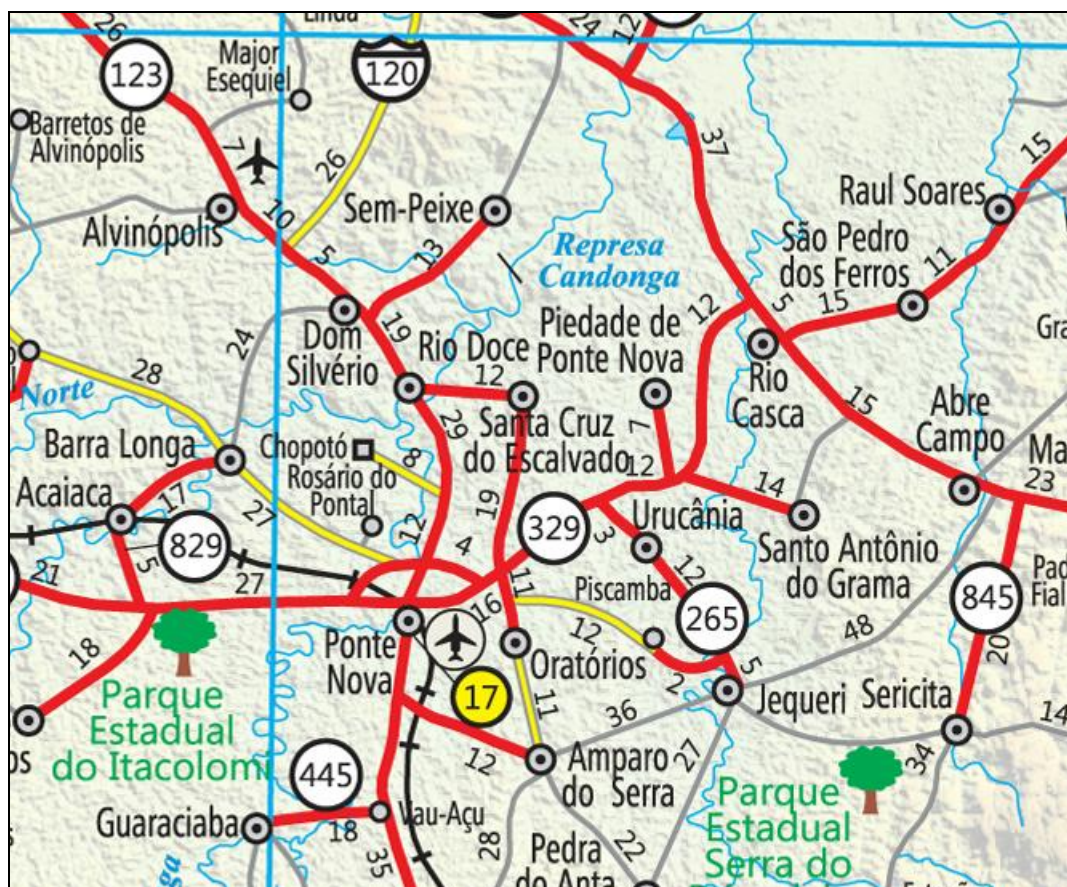 Linda
26
24
12
123
Major
Esequiel
120
Barretos de
Alvinópolis
7
26
37
15
Raul Soares
Sem-Peixe
Alvinópolis
10
5
13
Represa
Candonga
São Pedro
dos Ferros
11
12
5
15
24
Dom
Silvério
19
Rio Doce
Piedade de
Ponte Nova
Rio
Casca
28
Norte
12
15
Abre
Campo
Barra Longa
Chopotó
Rosário do
Pontal
8
29
Santa Cruz
do Escalvado
7
12
14
23
Acaiaca
17
27
19
329
3
Urucânia
Santo Antônio
do Grama
829
5
27
21
12
4
11
16
Piscamba
12
265
845
48
20
18
Ponte
Nova
Oratórios
12
2
5
Jequeri
Sericita
17
11
36
27
14
34
Parque
Estadual
do Itacolomi
445
12
Amparo
do Serra
Parque
Estadual
Serra do
Guaraciaba
18
Vau-Açu
35
28
22
Pedra
do Anta